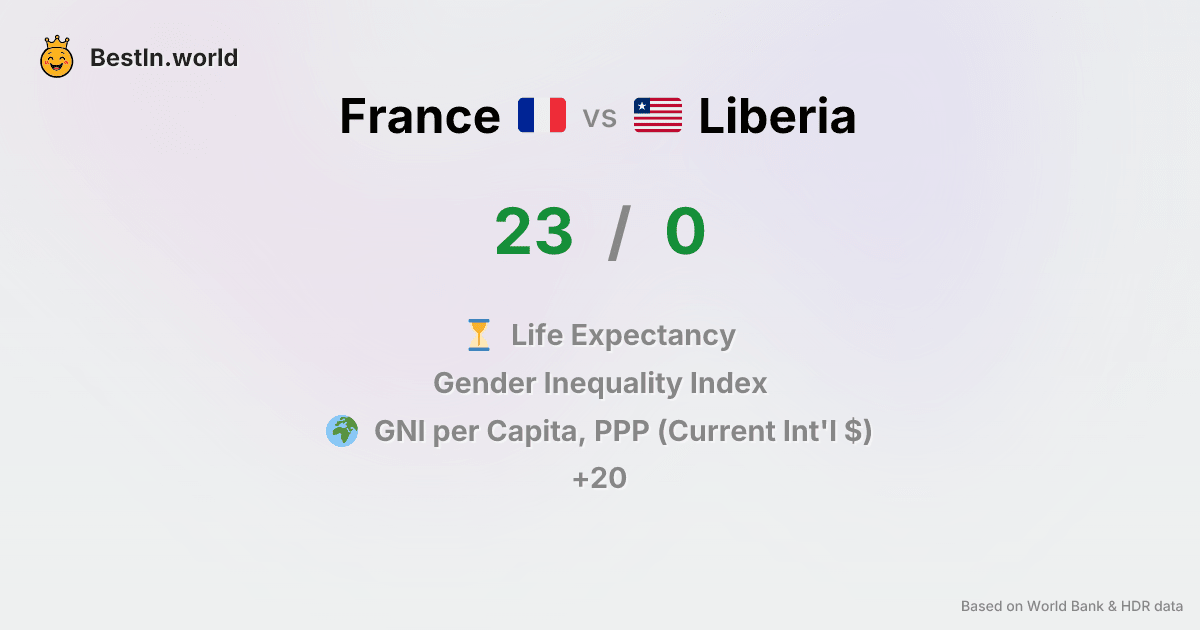 BestIn.world
France vs Liberia
23 / 0
Life Expectancy
Gender Inequality Index
GNI per Capita, PPP (Current Int'l $)
+20
Based on World Bank & HDR data